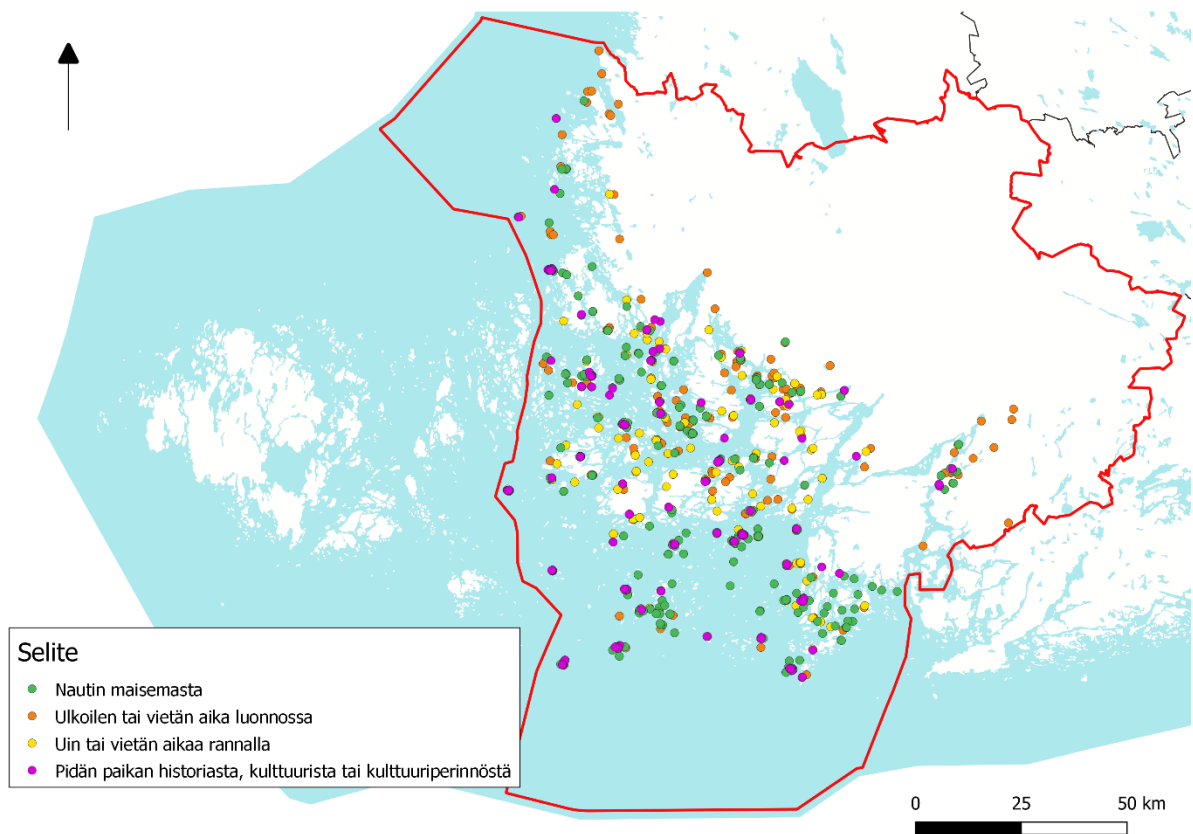 Selite
Nautin maisemasta
Ulkoilen tai vietän aika luonnossa
Uin tai vietän aikaa rannalla
Pidän paikan historiasta, kulttuurista tai kulttuuriperinnöstä
0 25 50 km